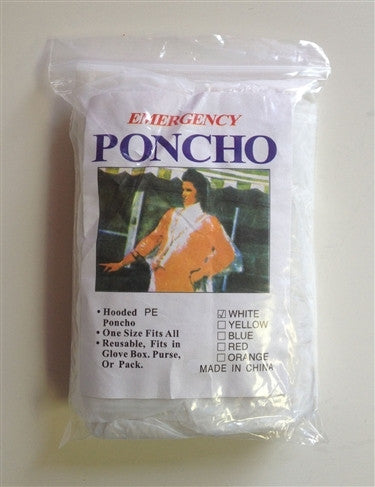 EMERGENCY
PONCHO
• Hooded PE
Poncho
• One Size Fits All
• Reusable, Fits in
Glove Box. Purse,
Or Pack.
☑ WHITE
☐ YELLOW
☐ BLUE
☐ RED
☐ ORANGE
MADE IN CHINA